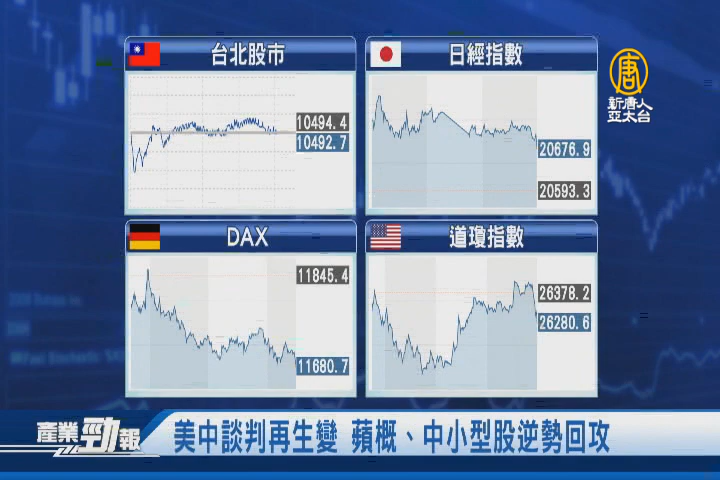 台北股市
10494.4
10492.7
日經指數
20676.9
20593.3
唐
新唐人
亞太台
DAX
11845.4
11680.7
道瓊指數
26378.2
26280.6
產業勁報
美中談判再生變 蘋概、中小型股逆勢回攻